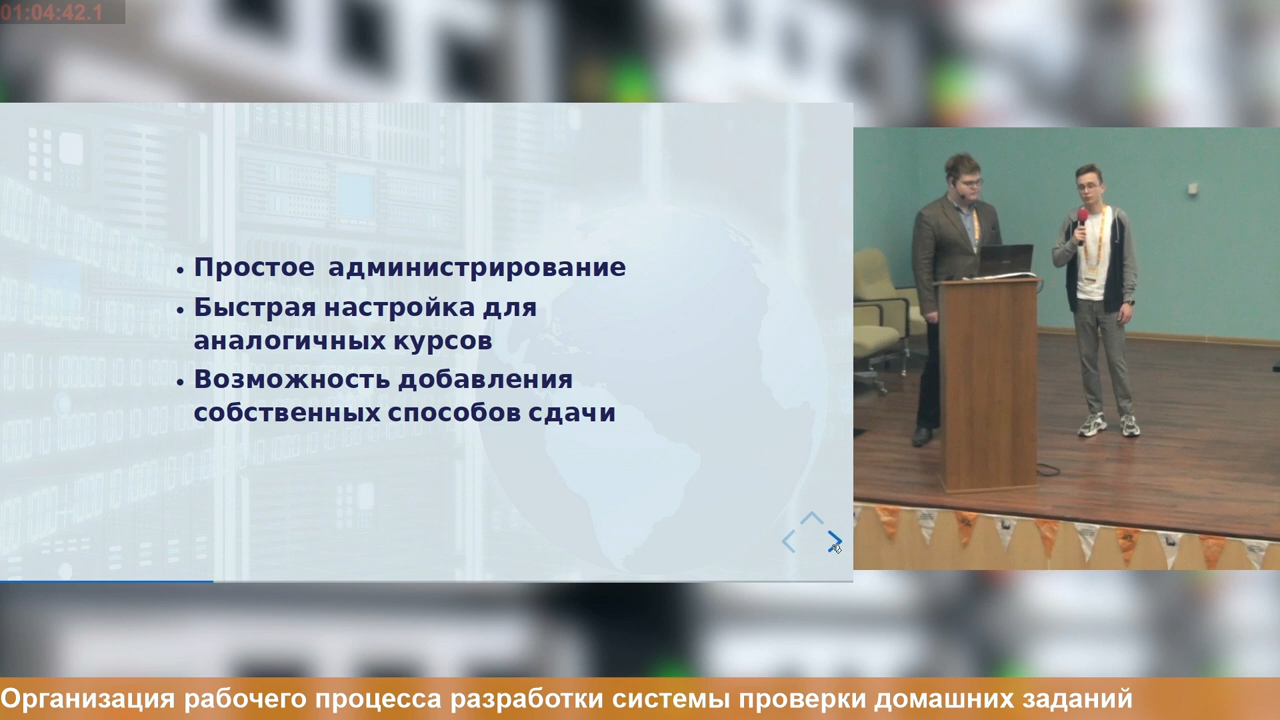 01:04:42.1
• Простое администрирование
• Быстрая настройка для
аналогичных курсов
• Возможность добавления
собственных способов сдачи
Организация рабочего процесса разработки системы проверки домашних заданий